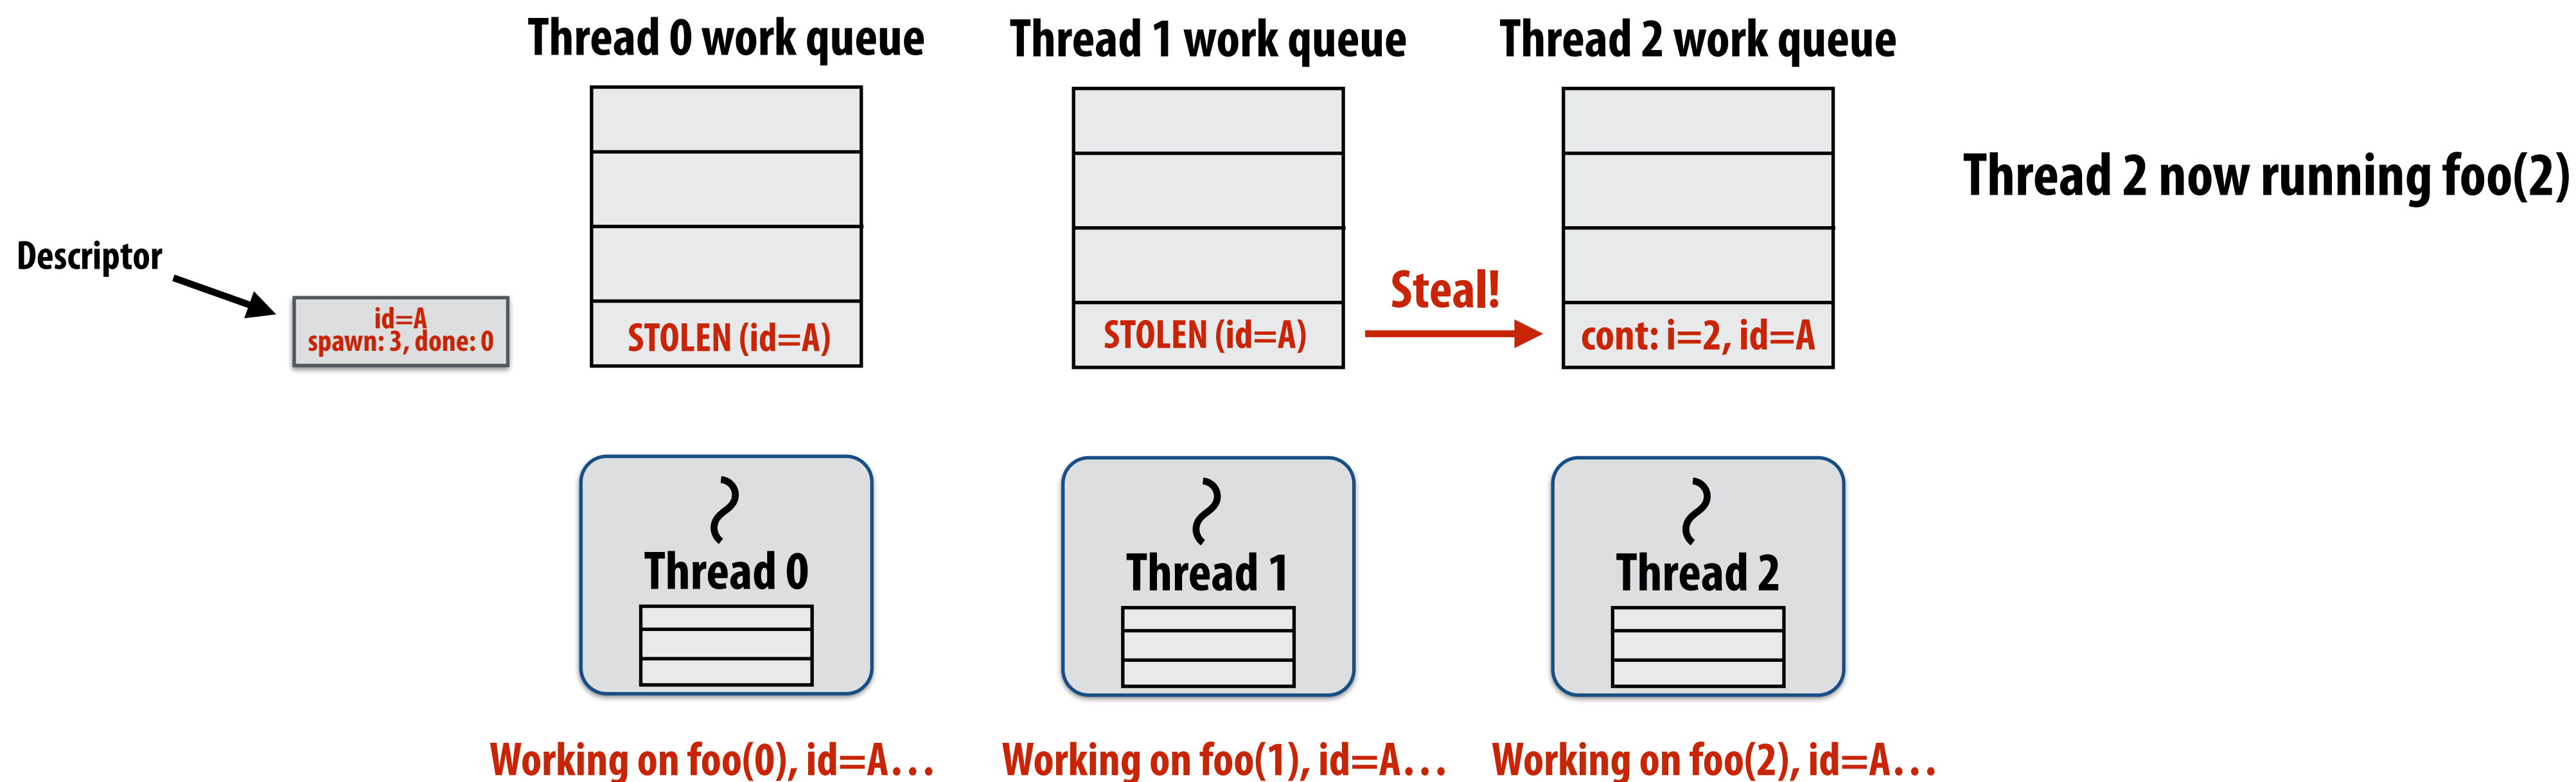 Thread 0 work queue
Thread 1 work queue
Thread 2 work queue
Thread 2 now running foo(2)
Descriptor
id=A
spawn: 3, done: 0
STOLEN (id=A)
STOLEN (id=A)
Steal!
cont: i=2, id=A
Thread 0
Thread 1
Thread 2
Working on foo(0), id=A…
Working on foo(1), id=A…
Working on foo(2), id=A…